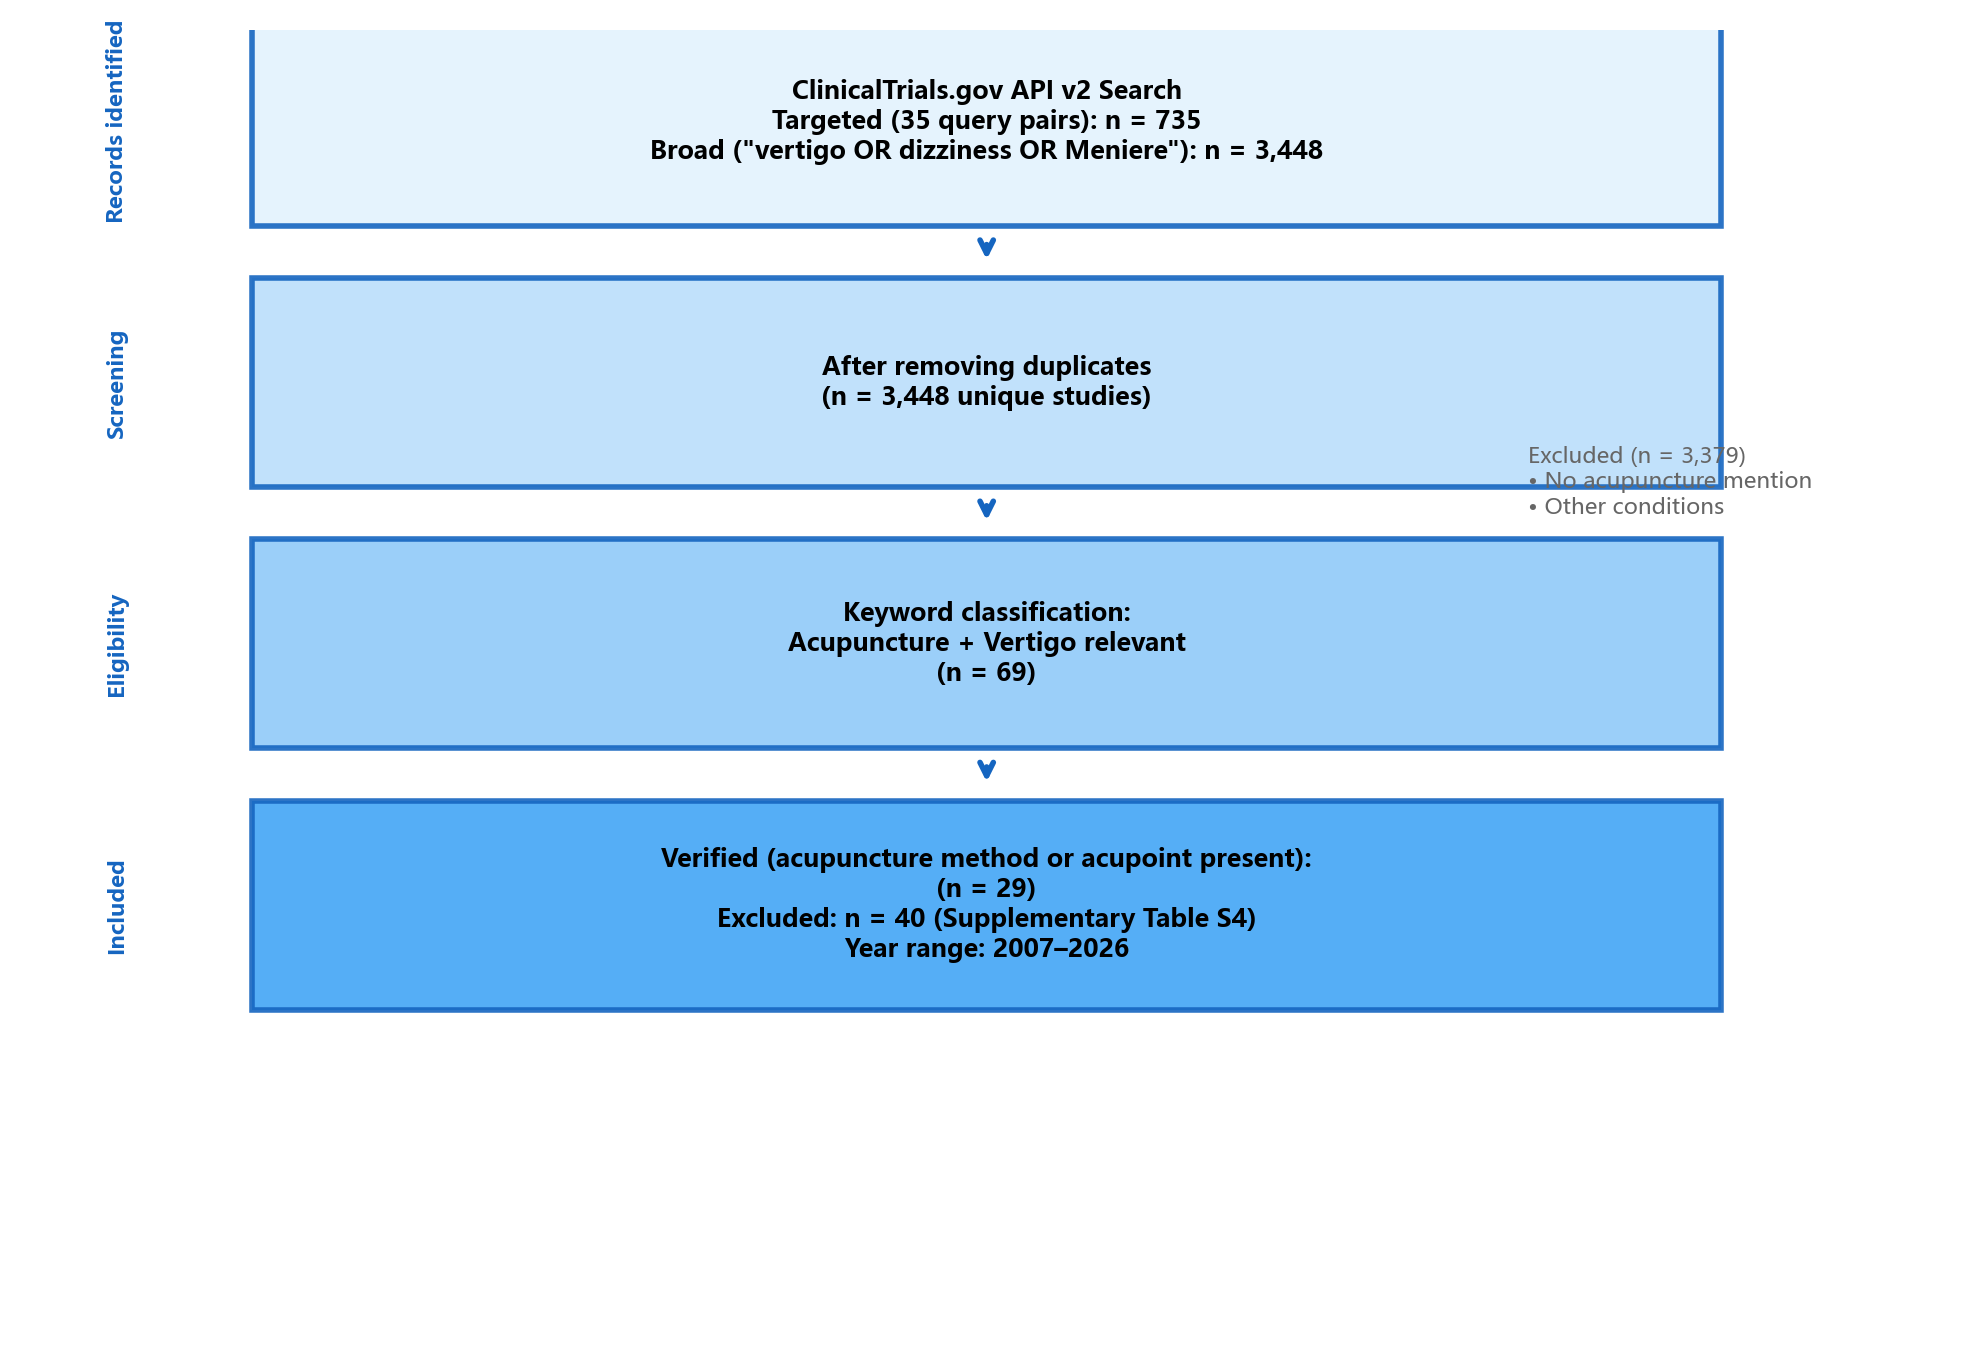 Records identified
ClinicalTrials.gov API v2 Search
Targeted (35 query pairs): n = 735
Broad ("vertigo OR dizziness OR Meniere"): n = 3,448
Screening
After removing duplicates
(n = 3,448 unique studies)
Excluded (n = 3,379)
• No acupuncture mention
• Other conditions
Eligibility
Keyword classification:
Acupuncture + Vertigo relevant
(n = 69)
Included
Verified (acupuncture method or acupoint present):
(n = 29)
Excluded: n = 40 (Supplementary Table S4)
Year range: 2007–2026